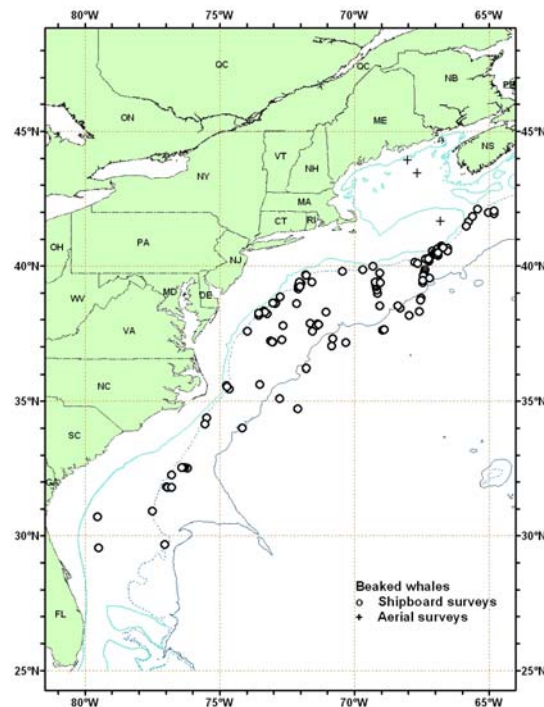 80°W 75°W 70°W 65°W
QC
QC
NB
ON
ME
45°N 45°N
NS
VT
NH
NY
MA
CT RI
PA
OH
NJ
40°N 40°N
MD
DE
WV
VA
NC
35°N 35°N
SC
30°N 30°N
Beaked whales
Shipboard surveys
Aerial surveys
FL
25°N 25°N
80°W 75°W 70°W 65°W